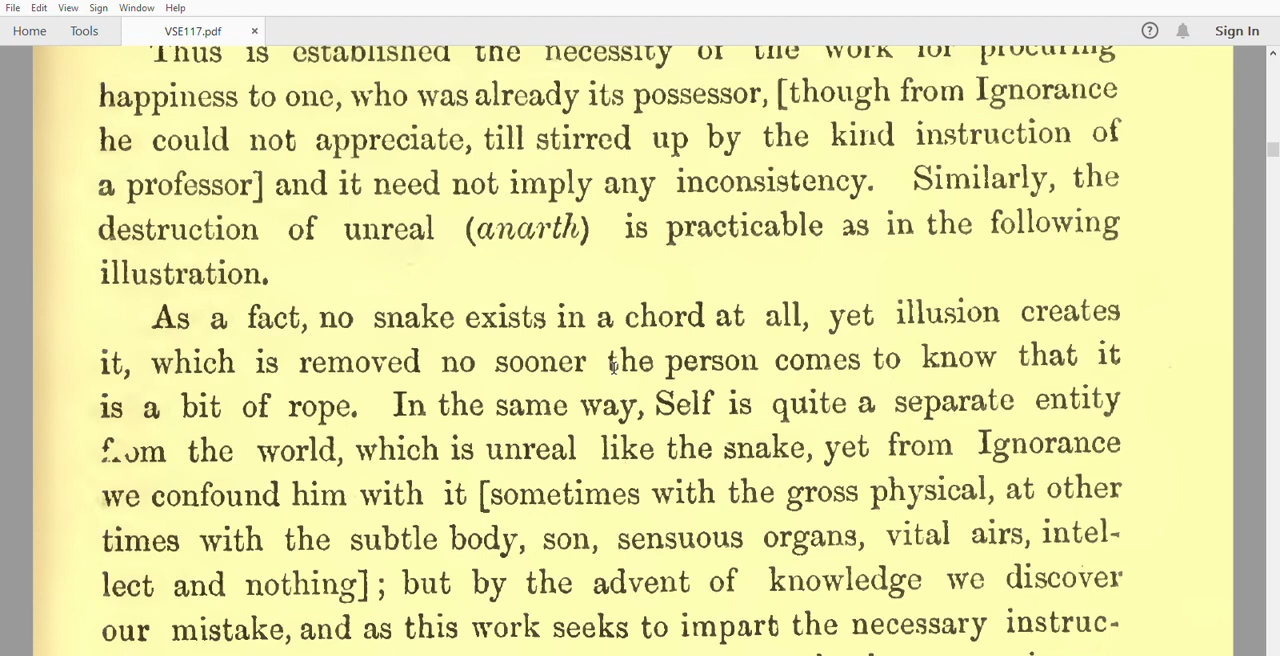 File Edit View Sign Window Help
Home Tools VSE117.pdf × ? Sign In
Thus is established the necessity of the work for procuring
happiness to one, who was already its possessor, [though from Ignorance
he could not appreciate, till stirred up by the kind instruction of
a professor] and it need not imply any inconsistency. Similarly, the
destruction of unreal (anarth) is practicable as in the following
illustration.
As a fact, no snake exists in a chord at all, yet illusion creates
it, which is removed no sooner the person comes to know that it
is a bit of rope. In the same way, Self is quite a separate entity
from the world, which is unreal like the snake, yet from Ignorance
we confound him with it [sometimes with the gross physical, at other
times with the subtle body, son, sensuous organs, vital airs, intel-
lect and nothing]; but by the advent of knowledge we discover
our mistake, and as this work seeks to impart the necessary instruc-